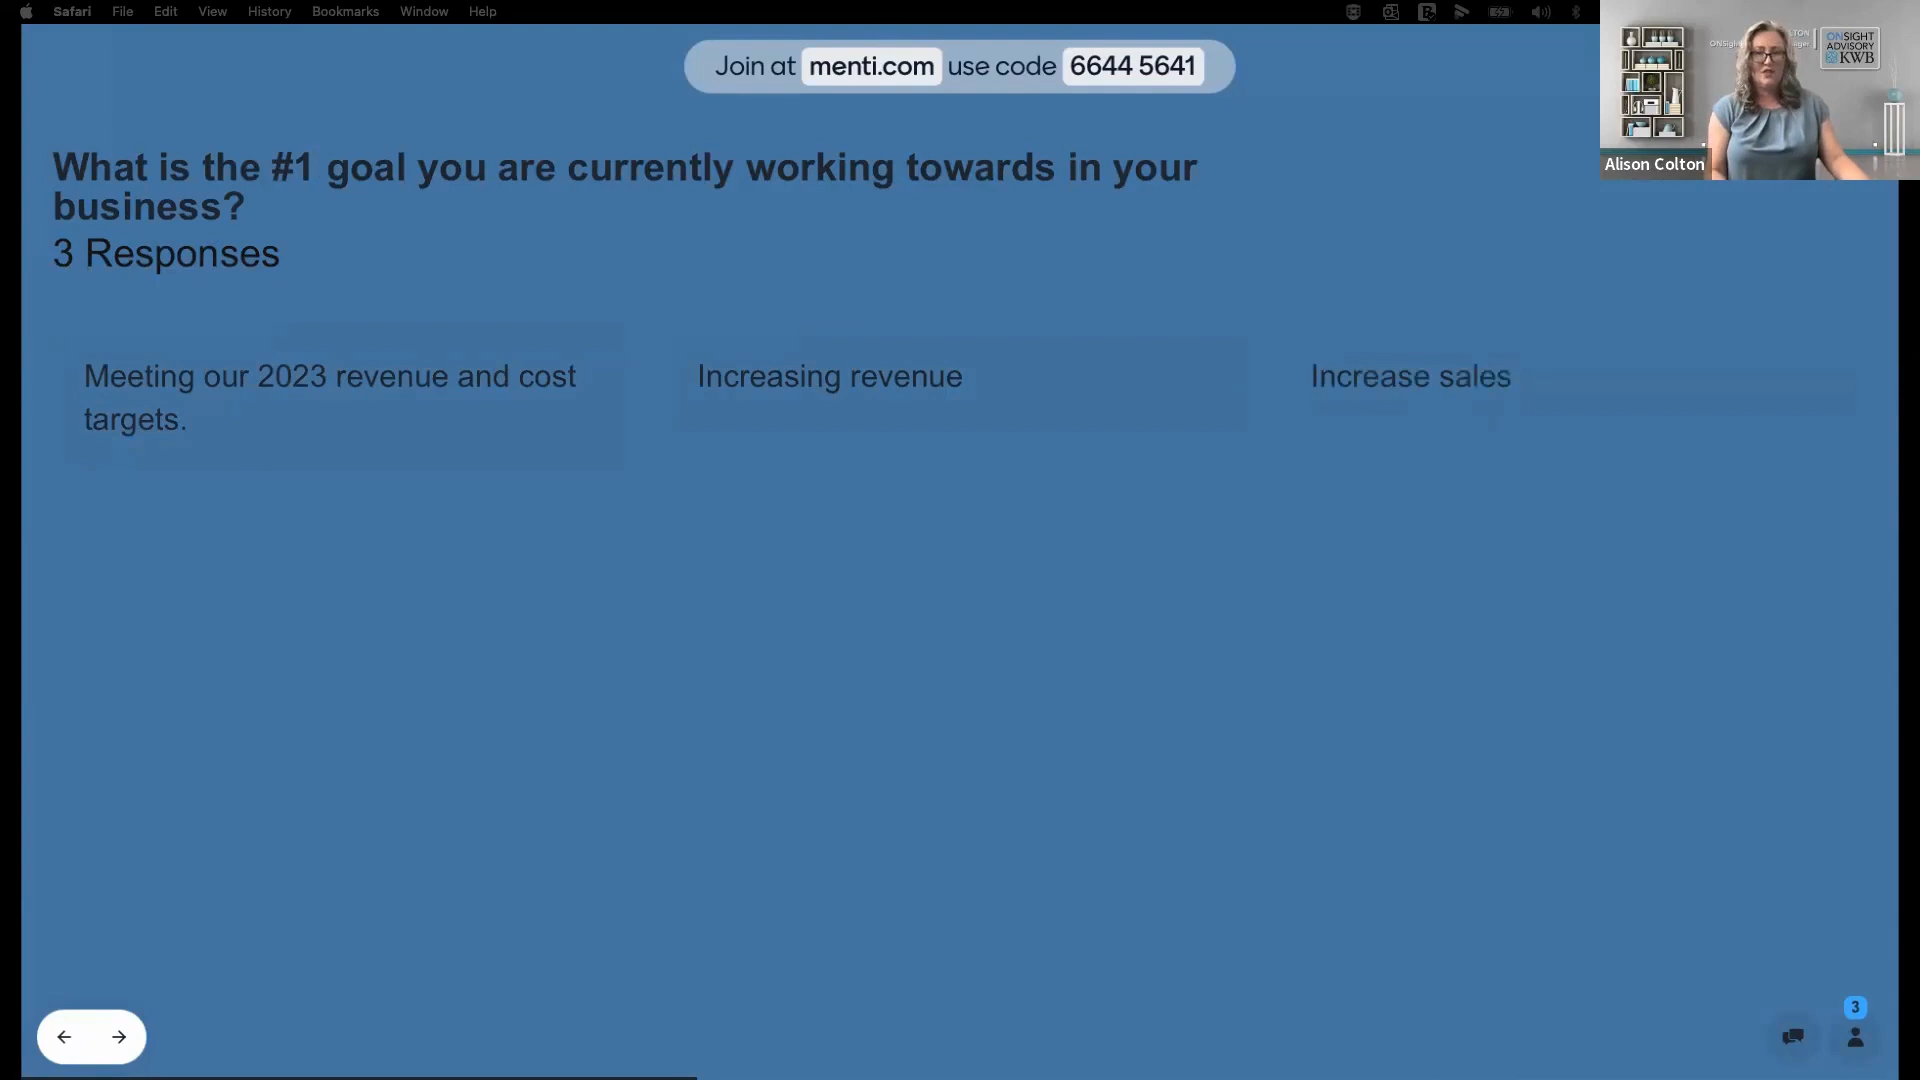 Safari File Edit View History Bookmarks Window Help
Join at menti.com use code 6644 5641
ONSIGHT
ADVISORY
KWB
Alison Colton
What is the #1 goal you are currently working towards in your
business?
3 Responses
Meeting our 2023 revenue and cost
targets.
Increasing revenue
Increase sales
3